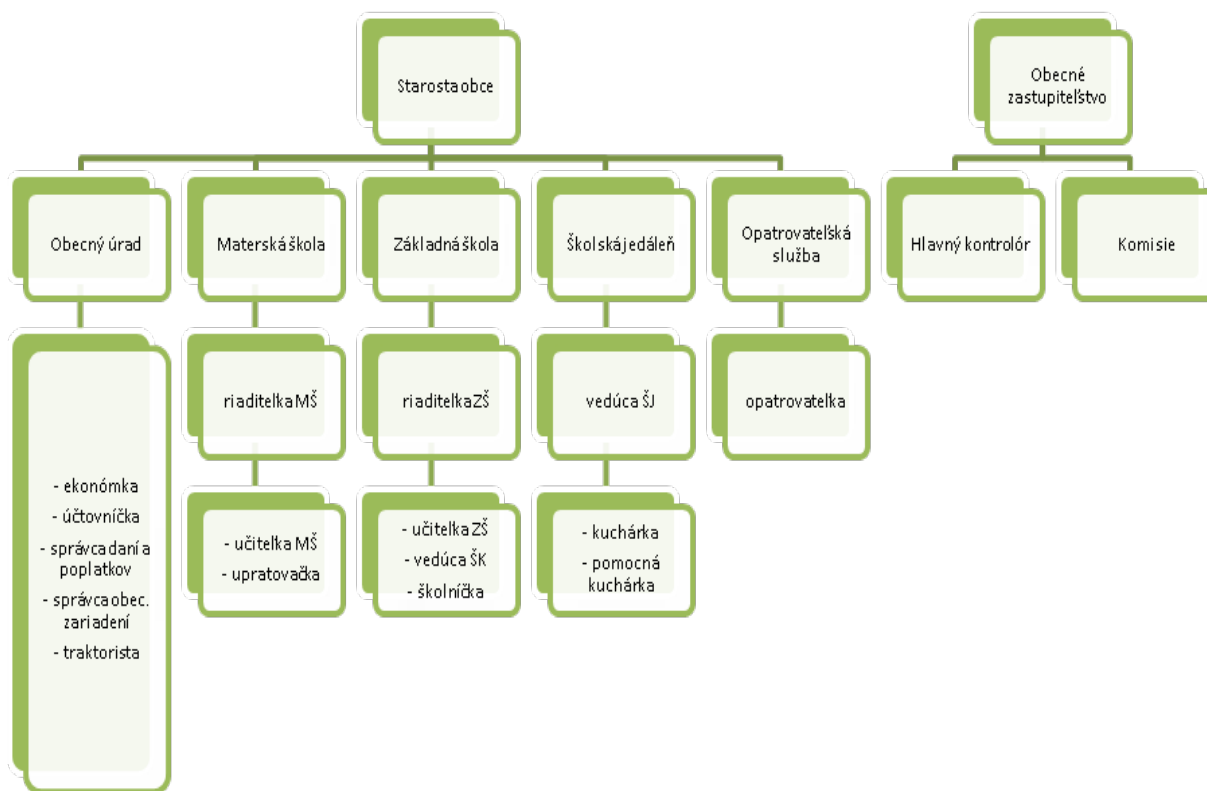 Starosta obce
Obecné
zastupiteľstvo
Obecný úrad
Materská škola
Základná škola
Školská jedáleň
Opatrovateľská
služba
Hlavný kontrolór
Komisie
riaditeľka MŠ
riaditeľka ZŠ
vedúca ŠJ
opatrovateľka
- ekonómka
- účtovníčka
- správca daní a
poplatkov
- správca obec.
zariadení
- traktorista
- učiteľka MŠ
- upratovačka
- učiteľka ZŠ
- vedúca ŠK
- školníčka
- kuchárka
- pomocná
kuchárka